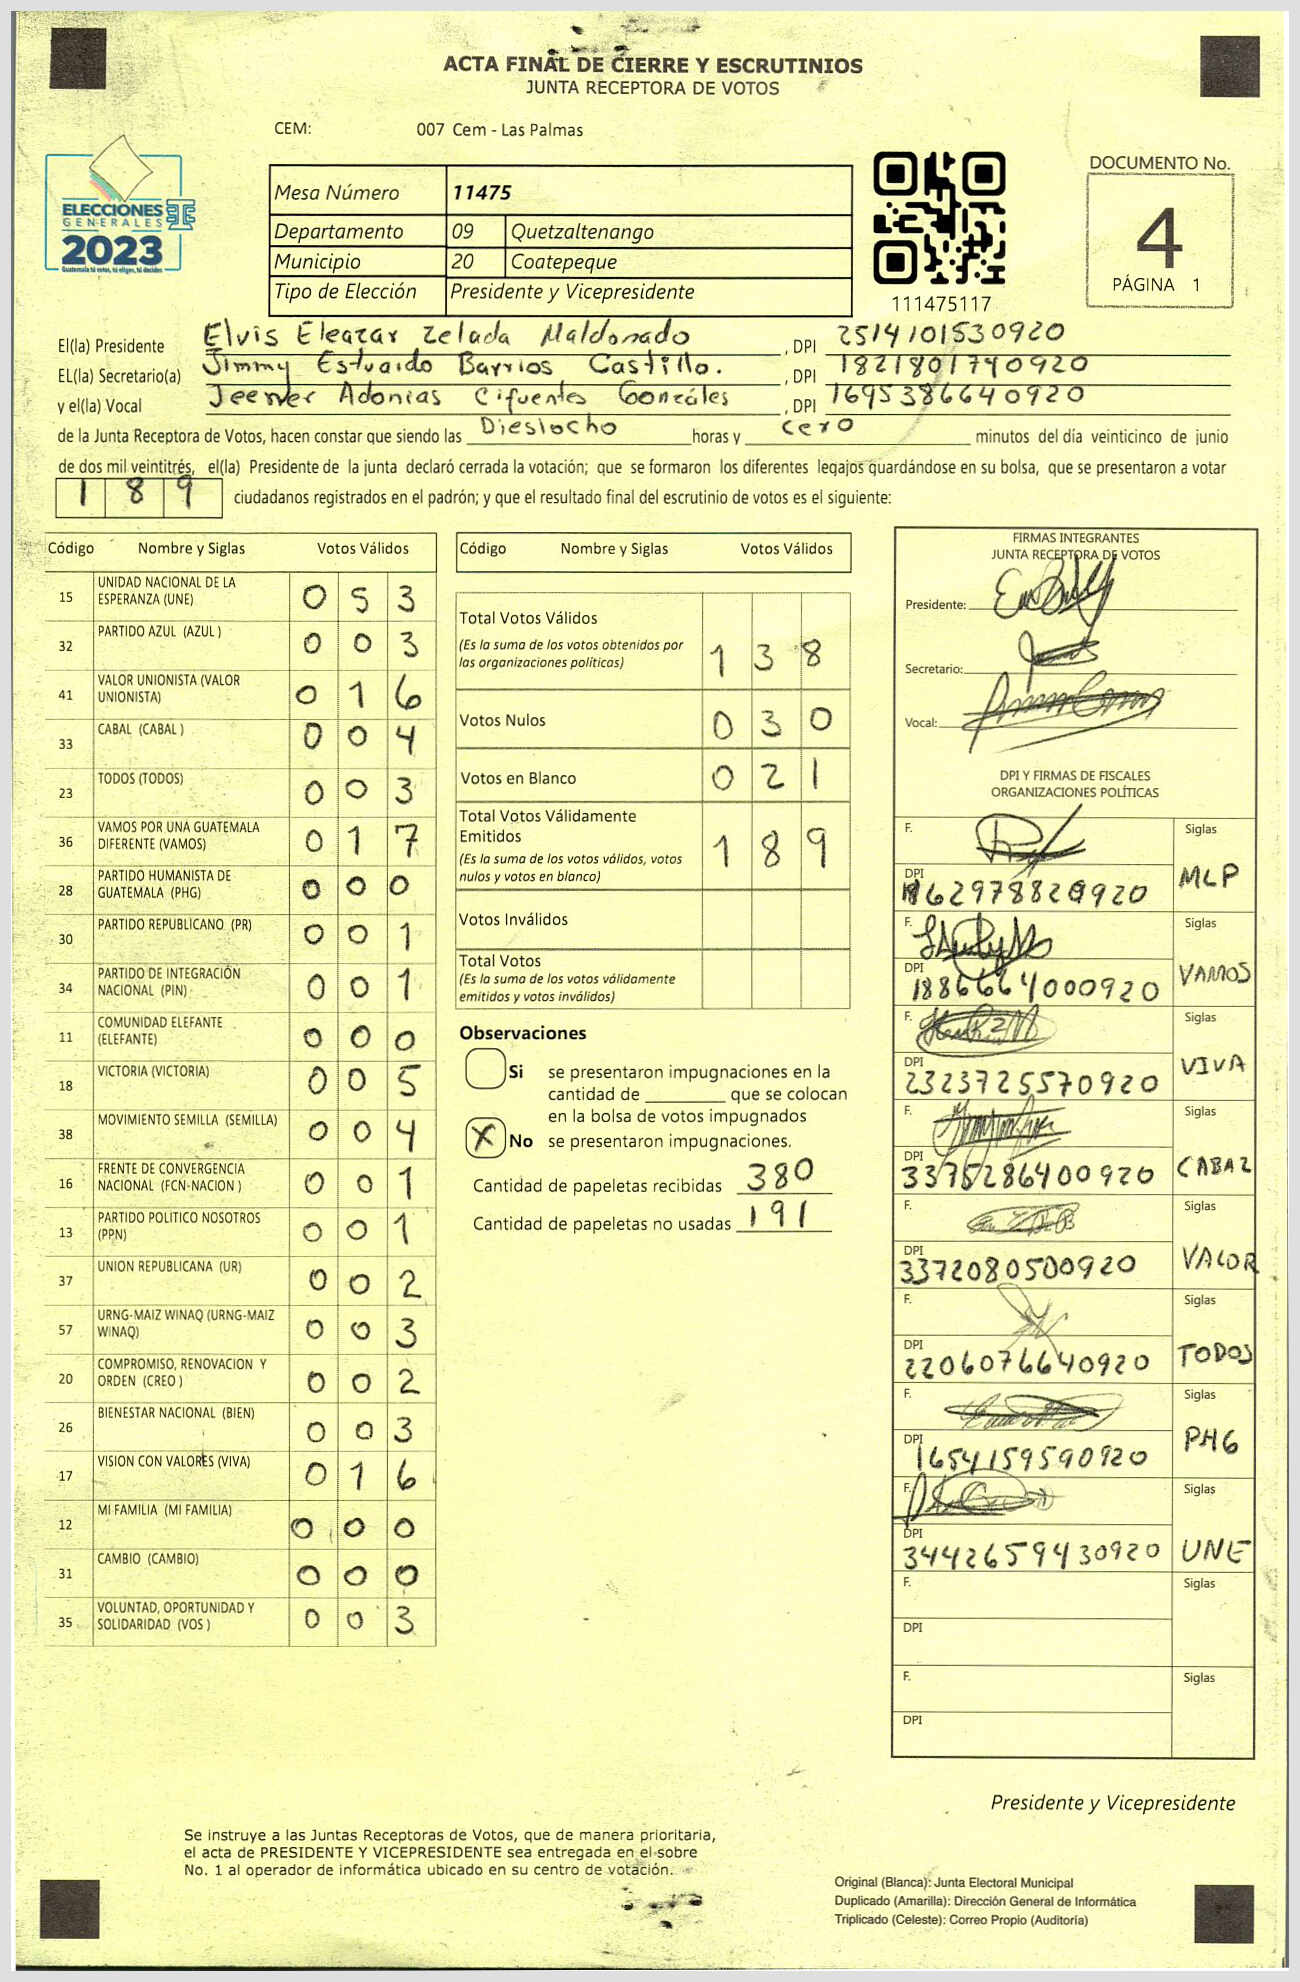 ACTA FINAL DE CIERRE Y ESCRUTINIOS
JUNTA RECEPTORA DE VOTOS
CEM: 007 Cem - Las Palmas
ELECCIONES
GENERALES
2023
Guatemala tú votas, tú eliges, tú decides
Mesa Número 11475
Departamento 09 Quetzaltenango
Municipio 20 Coatepeque
Tipo de Elección Presidente y Vicepresidente
111475117
DOCUMENTO No.
4
PÁGINA 1
El(la) Presidente Elvis Eleazar Zelada Maldonado , DPI 2514101530920
EL(la) Secretario(a) Jimmy Estuardo Barrios Castillo. , DPI 1821801740920
y el(la) Vocal Jeemer Adonias Cifuentes Gonzáles , DPI 1695386640920
de la Junta Receptora de Votos, hacen constar que siendo las Diesiocho horas y cero minutos del día veinticinco de junio
de dos mil veintitrés, el(la) Presidente de la junta declaró cerrada la votación; que se formaron los diferentes legajos guardándose en su bolsa, que se presentaron a votar
1 8 9 ciudadanos registrados en el padrón; y que el resultado final del escrutinio de votos es el siguiente:
Código Nombre y Siglas Votos Válidos
15 UNIDAD NACIONAL DE LA ESPERANZA (UNE) 0 5 3
32 PARTIDO AZUL (AZUL ) 0 0 3
41 VALOR UNIONISTA (VALOR UNIONISTA) 0 1 6
33 CABAL (CABAL ) 0 0 4
23 TODOS (TODOS) 0 0 3
36 VAMOS POR UNA GUATEMALA DIFERENTE (VAMOS) 0 1 7
28 PARTIDO HUMANISTA DE GUATEMALA (PHG) 0 0 0
30 PARTIDO REPUBLICANO (PR) 0 0 1
34 PARTIDO DE INTEGRACIÓN NACIONAL (PIN) 0 0 1
11 COMUNIDAD ELEFANTE (ELEFANTE) 0 0 0
18 VICTORIA (VICTORIA) 0 0 5
38 MOVIMIENTO SEMILLA (SEMILLA) 0 0 4
16 FRENTE DE CONVERGENCIA NACIONAL (FCN-NACION ) 0 0 1
13 PARTIDO POLITICO NOSOTROS (PPN) 0 0 1
37 UNION REPUBLICANA (UR) 0 0 2
57 URNG-MAIZ WINAQ (URNG-MAIZ WINAQ) 0 0 3
20 COMPROMISO, RENOVACION Y ORDEN (CREO ) 0 0 2
26 BIENESTAR NACIONAL (BIEN) 0 0 3
17 VISION CON VALORES (VIVA) 0 1 6
12 MI FAMILIA (MI FAMILIA) 0 0 0
31 CAMBIO (CAMBIO) 0 0 0
35 VOLUNTAD, OPORTUNIDAD Y SOLIDARIDAD (VOS ) 0 0 3
Código Nombre y Siglas Votos Válidos
Total Votos Válidos
(Es la suma de los votos obtenidos por las organizaciones políticas) 1 3 8
Votos Nulos 0 3 0
Votos en Blanco 0 2 1
Total Votos Válidamente Emitidos
(Es la suma de los votos válidos, votos nulos y votos en blanco) 1 8 9
Votos Inválidos
Total Votos
(Es la suma de los votos válidamente emitidos y votos inválidos)
Observaciones
Si se presentaron impugnaciones en la
cantidad de ________ que se colocan
en la bolsa de votos impugnados
X No se presentaron impugnaciones.
Cantidad de papeletas recibidas 380
Cantidad de papeletas no usadas 191
FIRMAS INTEGRANTES
JUNTA RECEPTORA DE VOTOS
Presidente:
Secretario:
Vocal:
DPI Y FIRMAS DE FISCALES
ORGANIZACIONES POLÍTICAS
F. Siglas
DPI MLP
F. Siglas
DPI 1886664000920 VAMOS
F. Siglas
DPI 2323725570920 VIVA
F. Siglas
DPI 3375286400920 CABAL
F. Siglas
DPI 3372080500920 VALOR
F. Siglas
DPI 2206076640920 TODOS
F. Siglas
DPI 1654159590920 PHG
F. Siglas
DPI 3442659430920 UNE
F. Siglas
DPI
F. Siglas
DPI
Presidente y Vicepresidente
Se instruye a las Juntas Receptoras de Votos, que de manera prioritaria,
el acta de PRESIDENTE Y VICEPRESIDENTE sea entregada en el sobre
No. 1 al operador de informática ubicado en su centro de votación.
Original (Blanca): Junta Electoral Municipal
Duplicado (Amarilla): Dirección General de Informática
Triplicado (Celeste): Correo Propio (Auditoría)